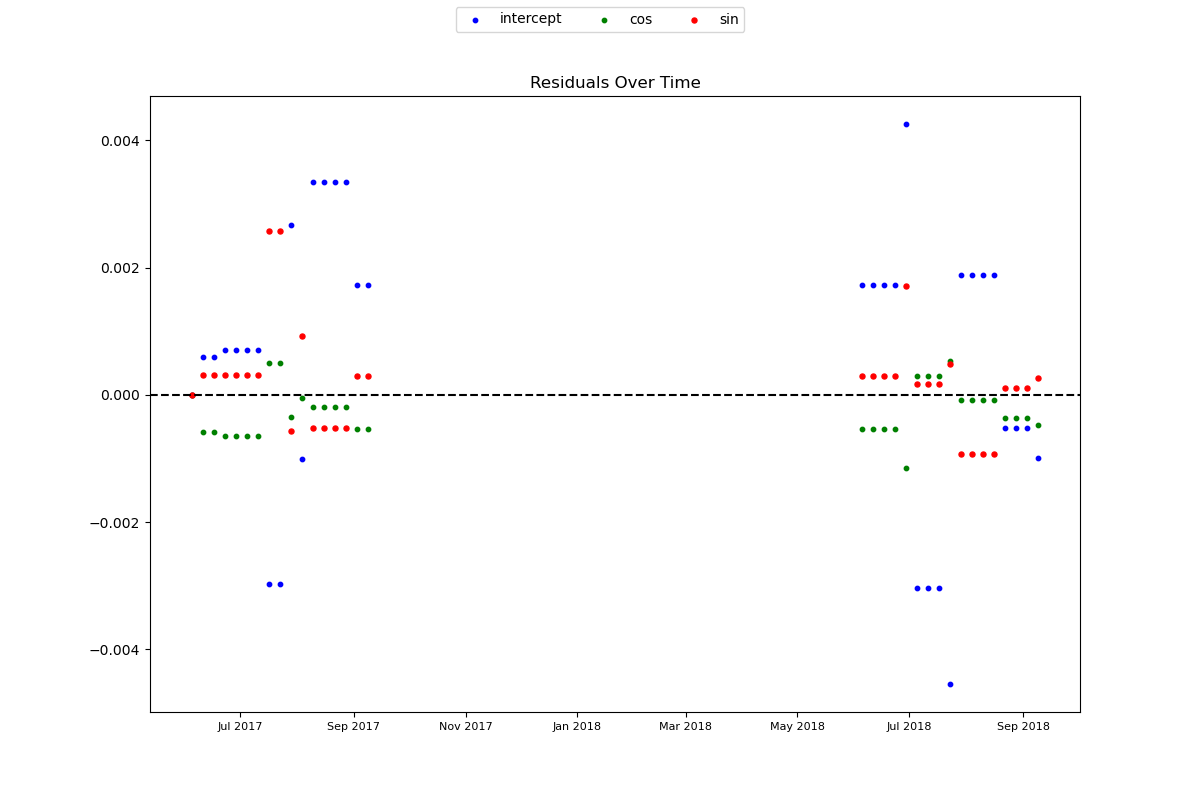 intercept cos sin
Residuals Over Time
0.004
0.002
0.000
−0.002
−0.004
Jul 2017 Sep 2017 Nov 2017 Jan 2018 Mar 2018 May 2018 Jul 2018 Sep 2018